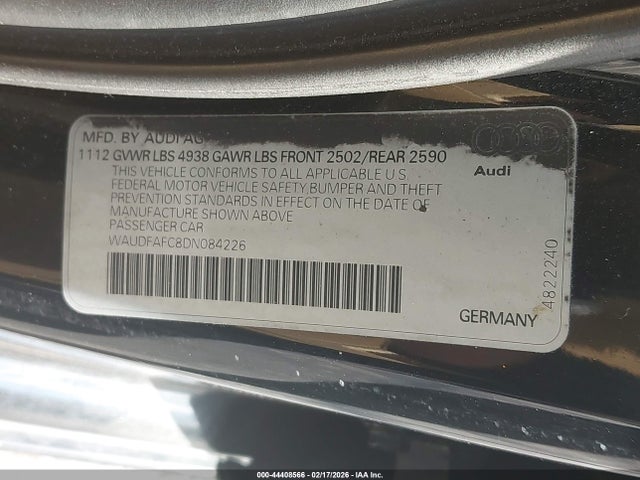 MFD. BY AUDI AG
1112 GVWR LBS 4938 GAWR LBS FRONT 2502/REAR 2590
Audi
THIS VEHICLE CONFORMS TO ALL APPLICABLE U.S.
FEDERAL MOTOR VEHICLE SAFETY, BUMPER AND THEFT
PREVENTION STANDARDS IN EFFECT ON THE DATE OF
MANUFACTURE SHOWN ABOVE
PASSENGER CAR
WAUDFAFC8DN084226
4822240
GERMANY
000-44408566 - 02/17/2026 - IAA Inc.